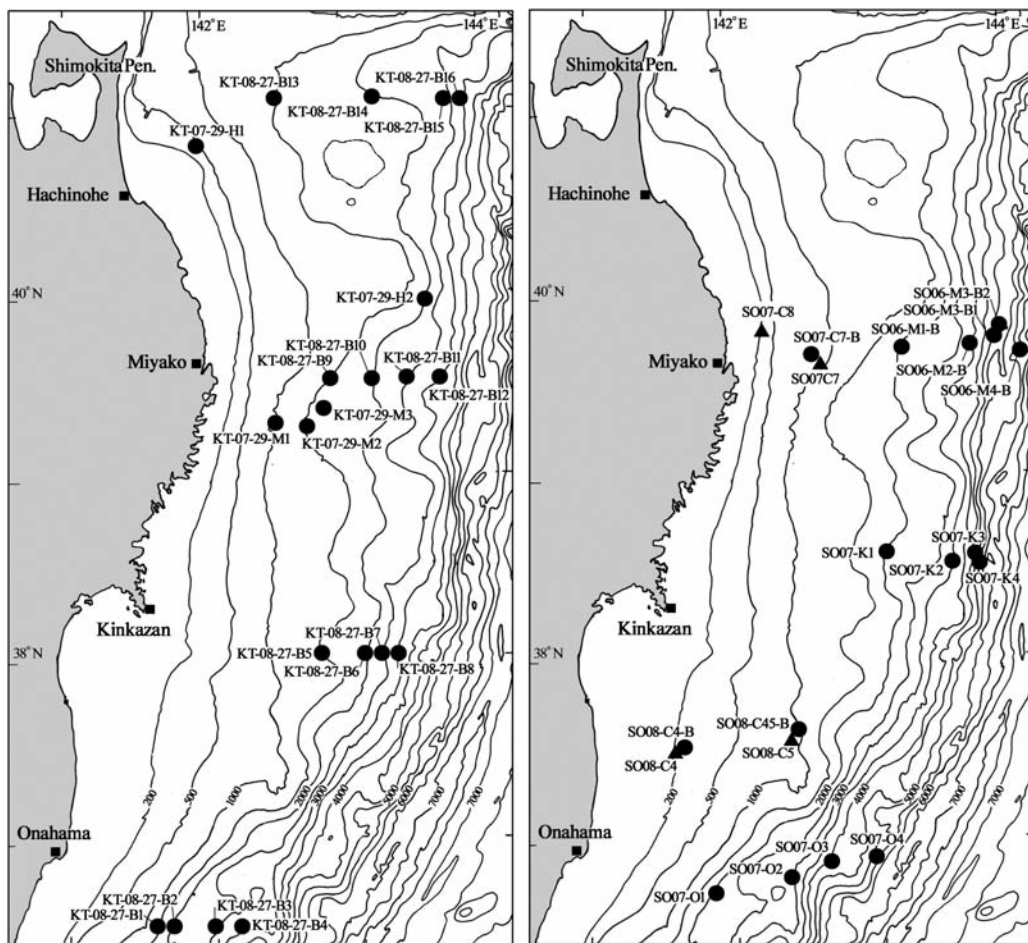 142°E
144°E
Shimokita Pen.
KT-08-27-B13
KT-08-27-B16
KT-08-27-B14
KT-08-27-B15
KT-07-29-H1
Hachinohe
40°N
KT-07-29-H2
KT-08-27-B10
KT-08-27-B9
KT-08-27-B11
Miyako
KT-08-27-B12
KT-07-29-M3
KT-07-29-M1
KT-07-29-M2
Kinkazan
KT-08-27-B7
38°N
KT-08-27-B5
KT-08-27-B6
KT-08-27-B8
200
500
1000
2000
3000
4000
5000
6000
7000
7000
Onahama
KT-08-27-B2
KT-08-27-B3
KT-08-27-B1
KT-08-27-B4
142°E
144°E
Shimokita Pen.
Hachinohe
40°N
SO06-M3-B2
SO06-M3-B1
SO07-C8
SO06-M1-B
SO07-C7-B
Miyako
SO07C7
SO06-M2-B
SO06-M4-B
SO07-K3
SO07-K1
SO07-K2
SO07-K4
Kinkazan
38°N
SO08-C45-B
SO08-C4-B
SO08-C5
SO08-C4
200
500
1000
2000
3000
4000
5000
6000
7000
7000
Onahama
SO07-O3
SO07-O4
SO07-O2
SO07-O1